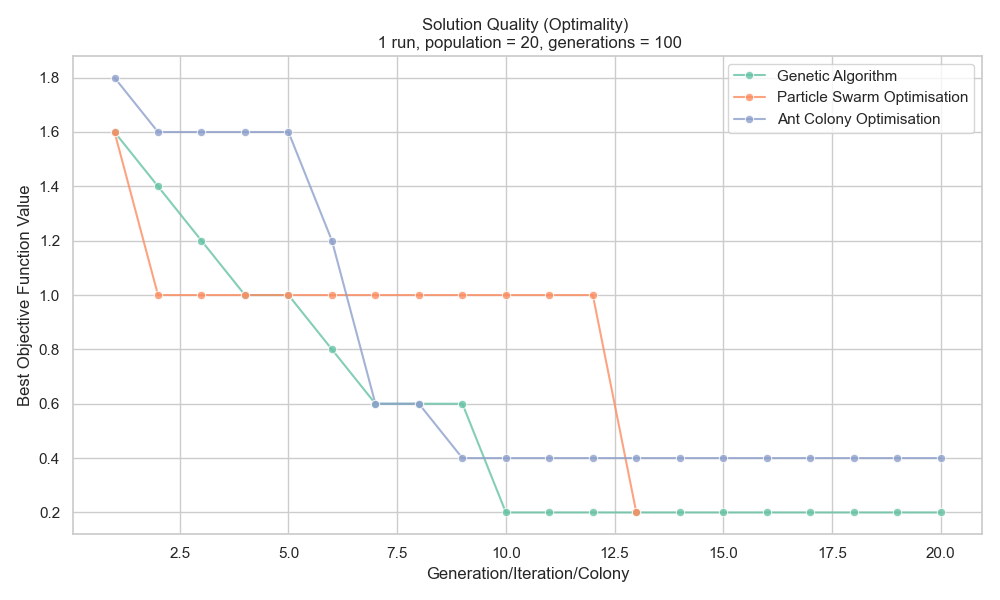 Solution Quality (Optimality)
1 run, population = 20, generations = 100
Genetic Algorithm
Particle Swarm Optimisation
Ant Colony Optimisation
Best Objective Function Value
1.8
1.6
1.4
1.2
1.0
0.8
0.6
0.4
0.2
2.5 5.0 7.5 10.0 12.5 15.0 17.5 20.0
Generation/Iteration/Colony